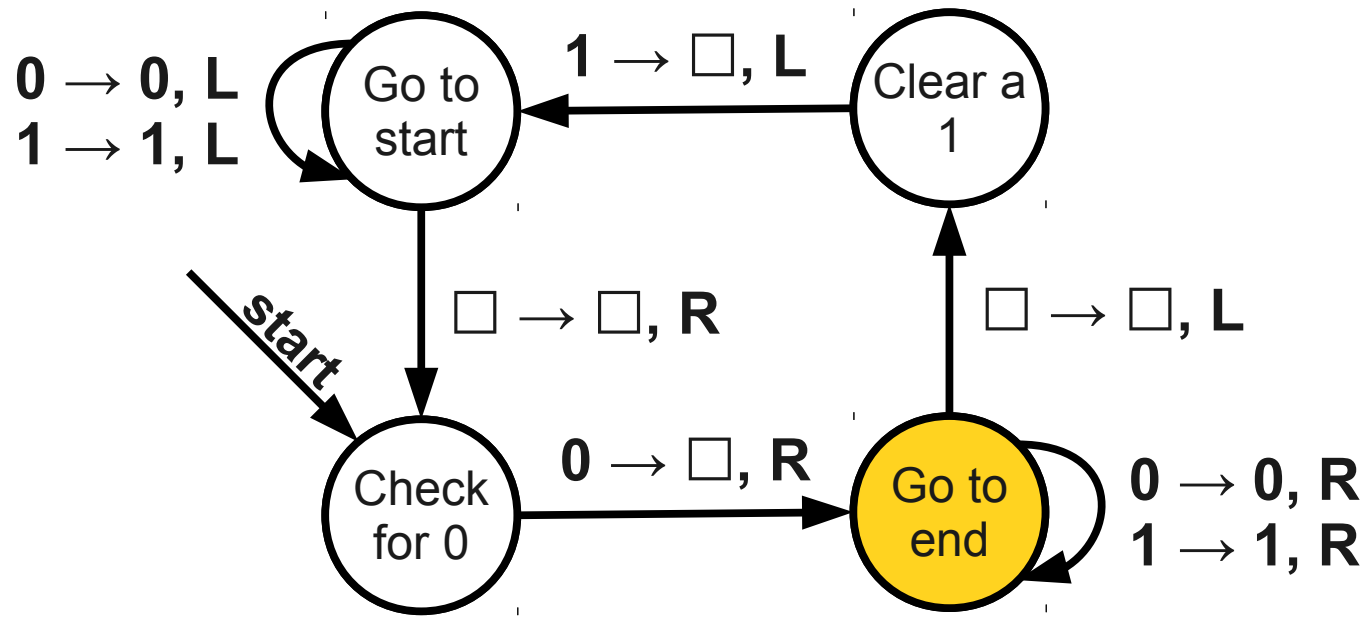 0 → 0, L
1 → 1, L
Go to
start
1 → □, L
Clear a
1
start
□ → □, R
□ → □, L
Check
for 0
0 → □, R
Go to
end
0 → 0, R
1 → 1, R